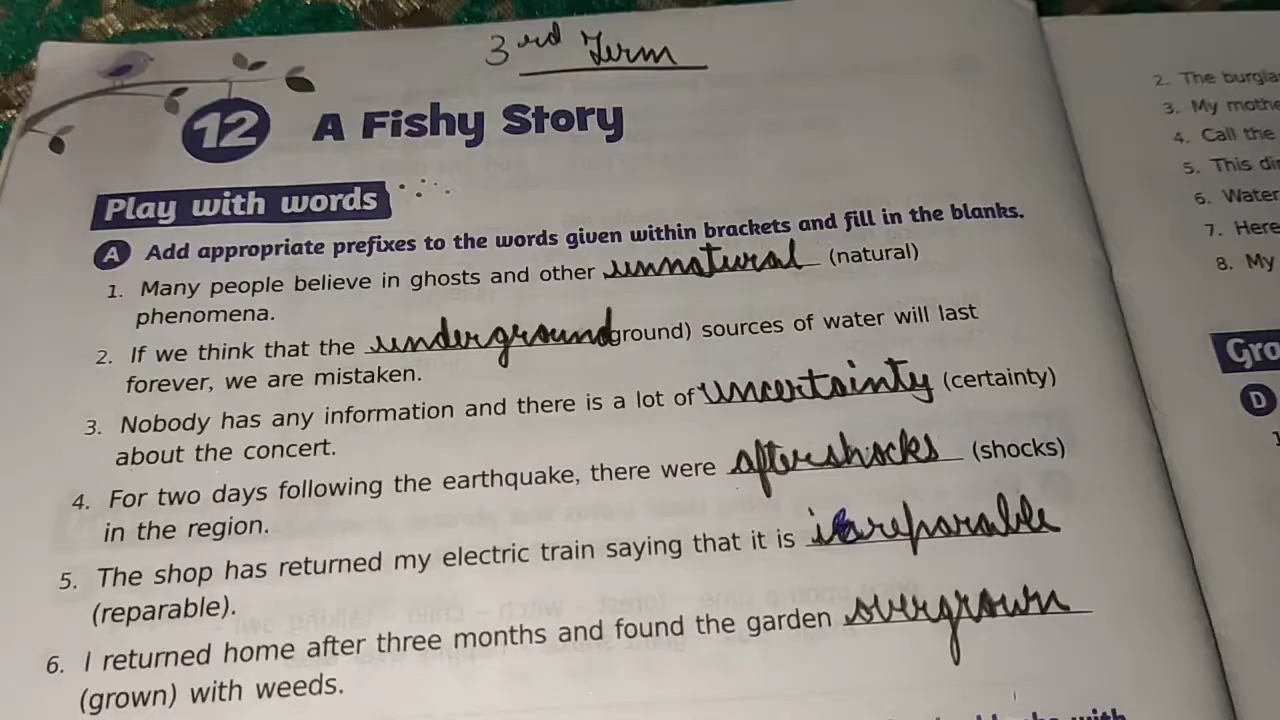 3rd Term
12 A Fishy Story
Play with words
A Add appropriate prefixes to the words given within brackets and fill in the blanks.
1. Many people believe in ghosts and other unnatural (natural)
phenomena.
2. If we think that the underground ground) sources of water will last
forever, we are mistaken.
3. Nobody has any information and there is a lot of uncertainty (certainty)
about the concert.
4. For two days following the earthquake, there were aftershocks (shocks)
in the region.
5. The shop has returned my electric train saying that it is irreparable
(reparable).
6. I returned home after three months and found the garden overgrown
(grown) with weeds.
2. The
3. My
4. Call the
5. This
6. Water
7. Here
8. My
D